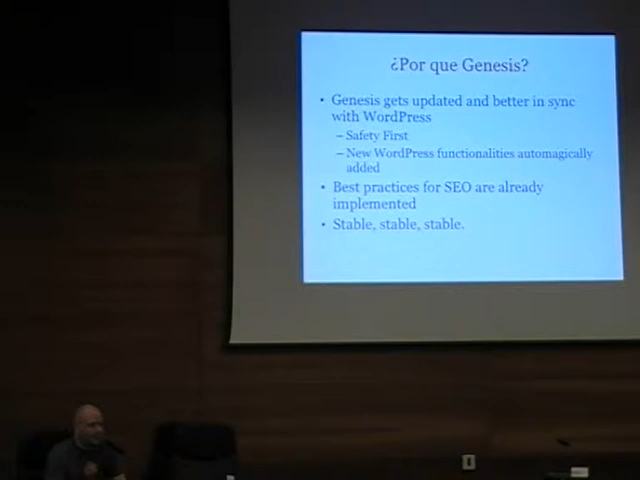 ¿Por que Genesis?
• Genesis gets updated and better in sync
with WordPress
– Safety First
– New WordPress functionalities automagically
added
• Best practices for SEO are already
implemented
• Stable, stable, stable.